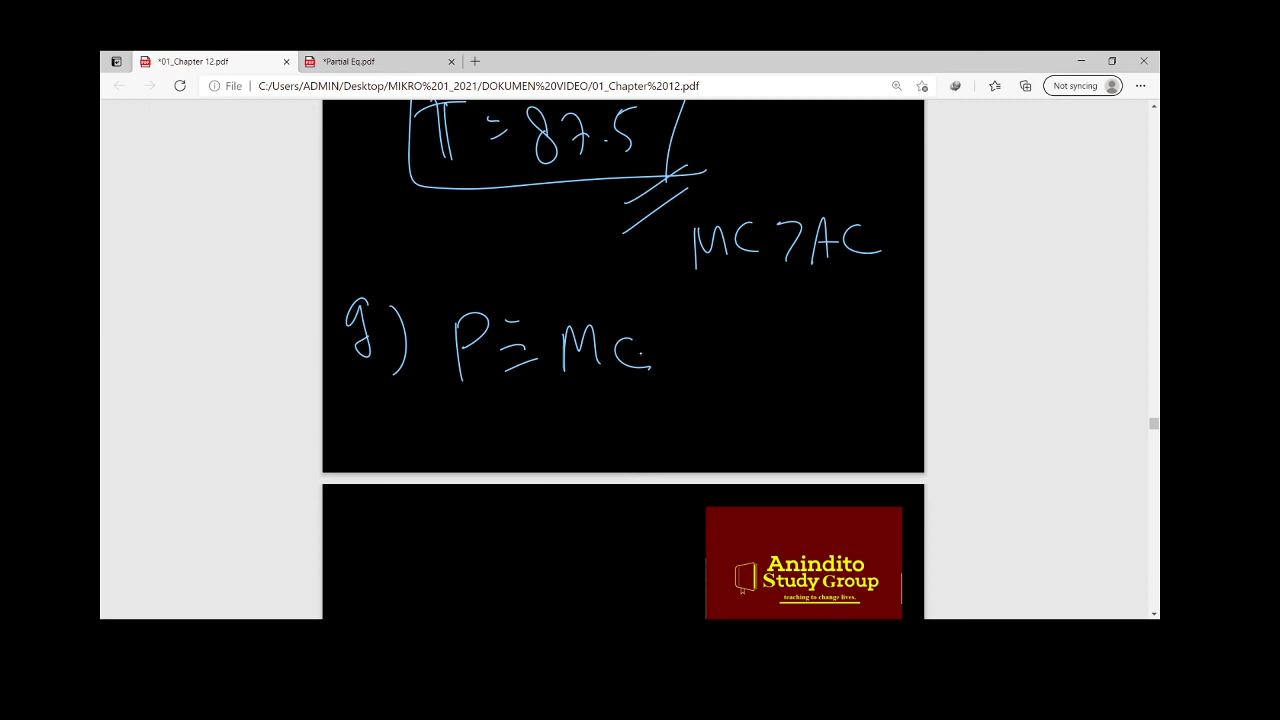 *01_Chapter 12.pdf
*Partial Eq.pdf
File
C:/Users/ADMIN/Desktop/MIKRO%201_2021/DOKUMEN%20VIDEO/01_Chapter%2012.pdf
Not syncing
π = 87.5
MC > AC
g) P = MC
Anindito
Study Group
teaching to change lives.